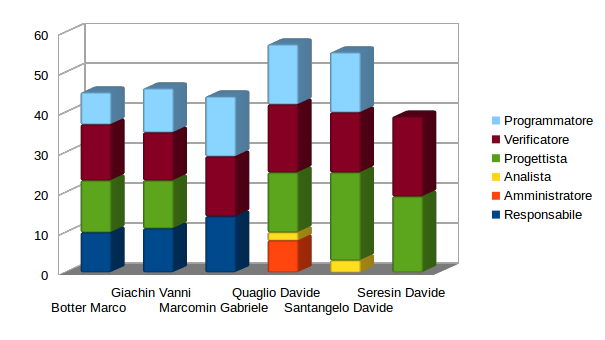 60
50
40
30
20
10
0
Programmatore
Verificatore
Progettista
Analista
Amministratore
Responsabile
Giachin Vanni Quaglio Davide Seresin Davide
Botter Marco Marcomin Gabriele Santangelo Davide